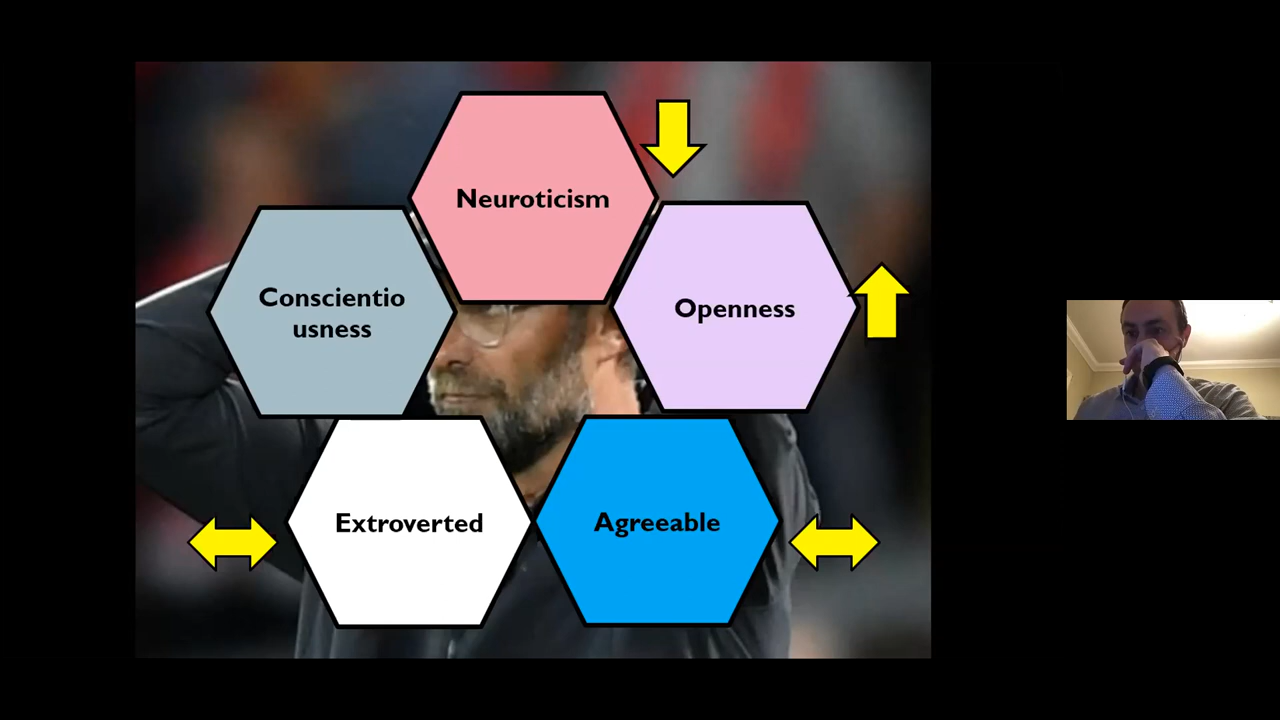 Neuroticism
Conscientio
usness
Openness
Extroverted
Agreeable